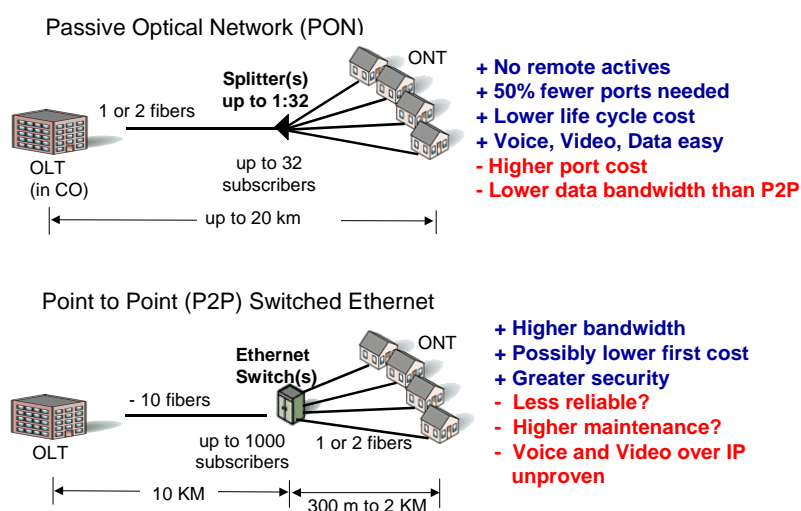 Passive Optical Network (PON)
ONT
Splitter(s)
up to 1:32
1 or 2 fibers
OLT
(in CO)
up to 32
subscribers
up to 20 km
+ No remote actives
+ 50% fewer ports needed
+ Lower life cycle cost
+ Voice, Video, Data easy
- Higher port cost
- Lower data bandwidth than P2P
Point to Point (P2P) Switched Ethernet
ONT
Ethernet
Switch(s)
- 10 fibers
OLT
up to 1000
subscribers
1 or 2 fibers
10 KM
300 m to 2 KM
+ Higher bandwidth
+ Possibly lower first cost
+ Greater security
- Less reliable?
- Higher maintenance?
- Voice and Video over IP
unproven